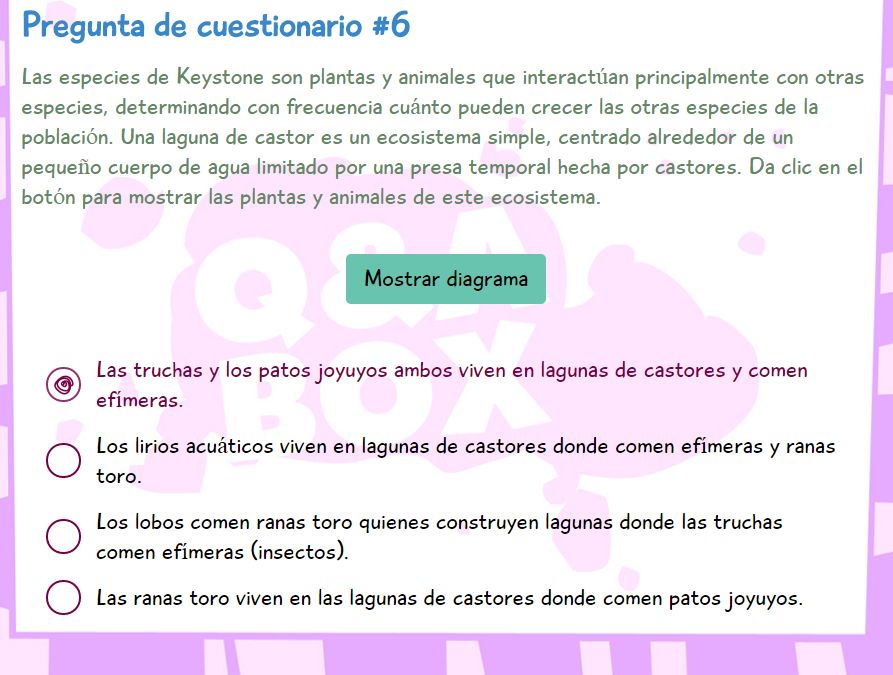 Pregunta de cuestionario #6
Las especies de Keystone son plantas y animales que interactúan principalmente con otras
especies, determinando con frecuencia cuánto pueden crecer las otras especies de la
población. Una laguna de castor es un ecosistema simple, centrado alrededor de un
pequeño cuerpo de agua limitado por una presa temporal hecha por castores. Da clic en el
botón para mostrar las plantas y animales de este ecosistema.
Q&A
BOX
Mostrar diagrama
Las truchas y los patos joyuyos ambos viven en lagunas de castores y comen
efímeras.
Los lirios acuáticos viven en lagunas de castores donde comen efímeras y ranas
toro.
Los lobos comen ranas toro quienes construyen lagunas donde las truchas
comen efímeras (insectos).
Las ranas toro viven en las lagunas de castores donde comen patos joyuyos.